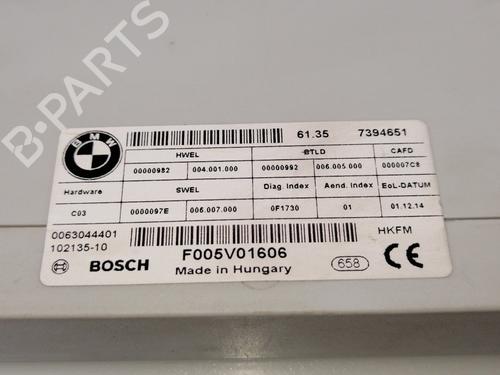 B-PARTS
BMW
61.35 7394651
HWEL BTLD CAFD
00000982 004.001.000 00000992 006.005.000 000007C8
Hardware SWEL Diag. Index Aend. Index EoL-DATUM
C03 0000097E 006.007.000 0F1730 01 01.12.14
0063044401
102135-10
HKFM
BOSCH F005V01606
Made in Hungary
658 CE